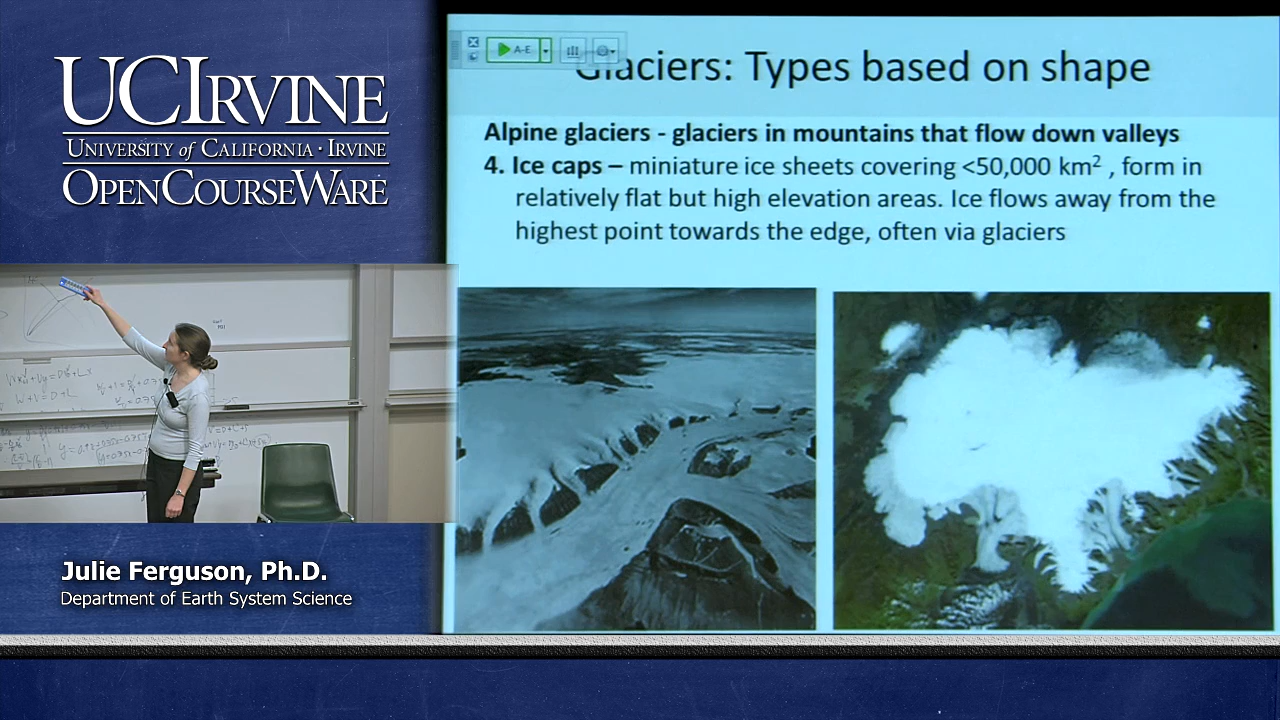 UCIRVINE
UNIVERSITY of CALIFORNIA · IRVINE
OPENCOURSEWARE
Julie Ferguson, Ph.D.
Department of Earth System Science
A-E
Glaciers: Types based on shape
Alpine glaciers - glaciers in mountains that flow down valleys
4. Ice caps – miniature ice sheets covering <50,000 km² , form in
relatively flat but high elevation areas. Ice flows away from the
highest point towards the edge, often via glaciers
W+V=D+L